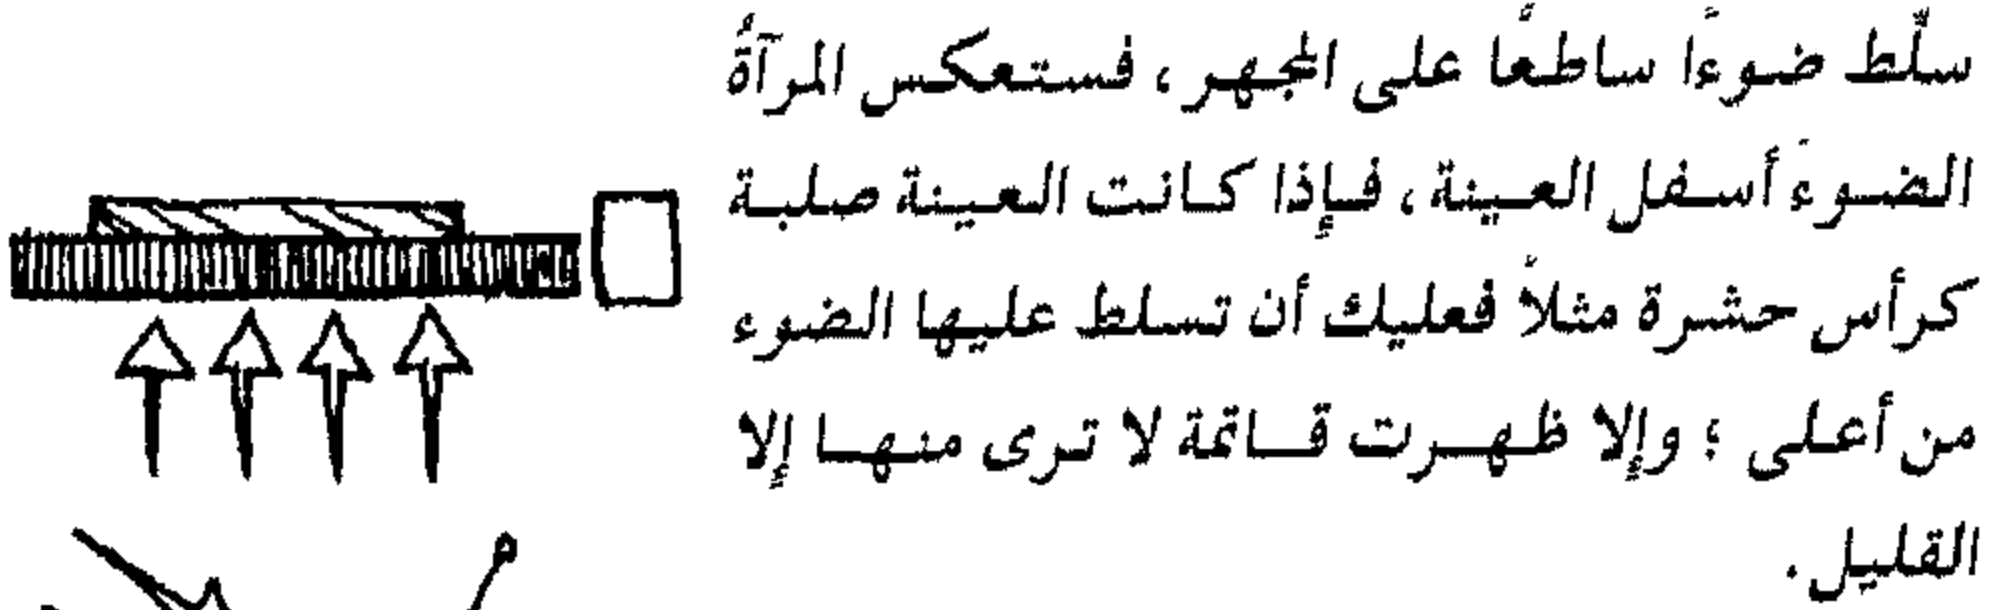 سلّط ضوءًا ساطعًا على المجهر، فستعكس المرآةُ
الضوءَ أسفل العينة، فإذا كانت العينة صلبة
كرأس حشرة مثلاً فعليك أن تسلط عليها الضوء
من أعلى؛ وإلا ظهرت قاتمة لا ترى منها إلا
القليل.